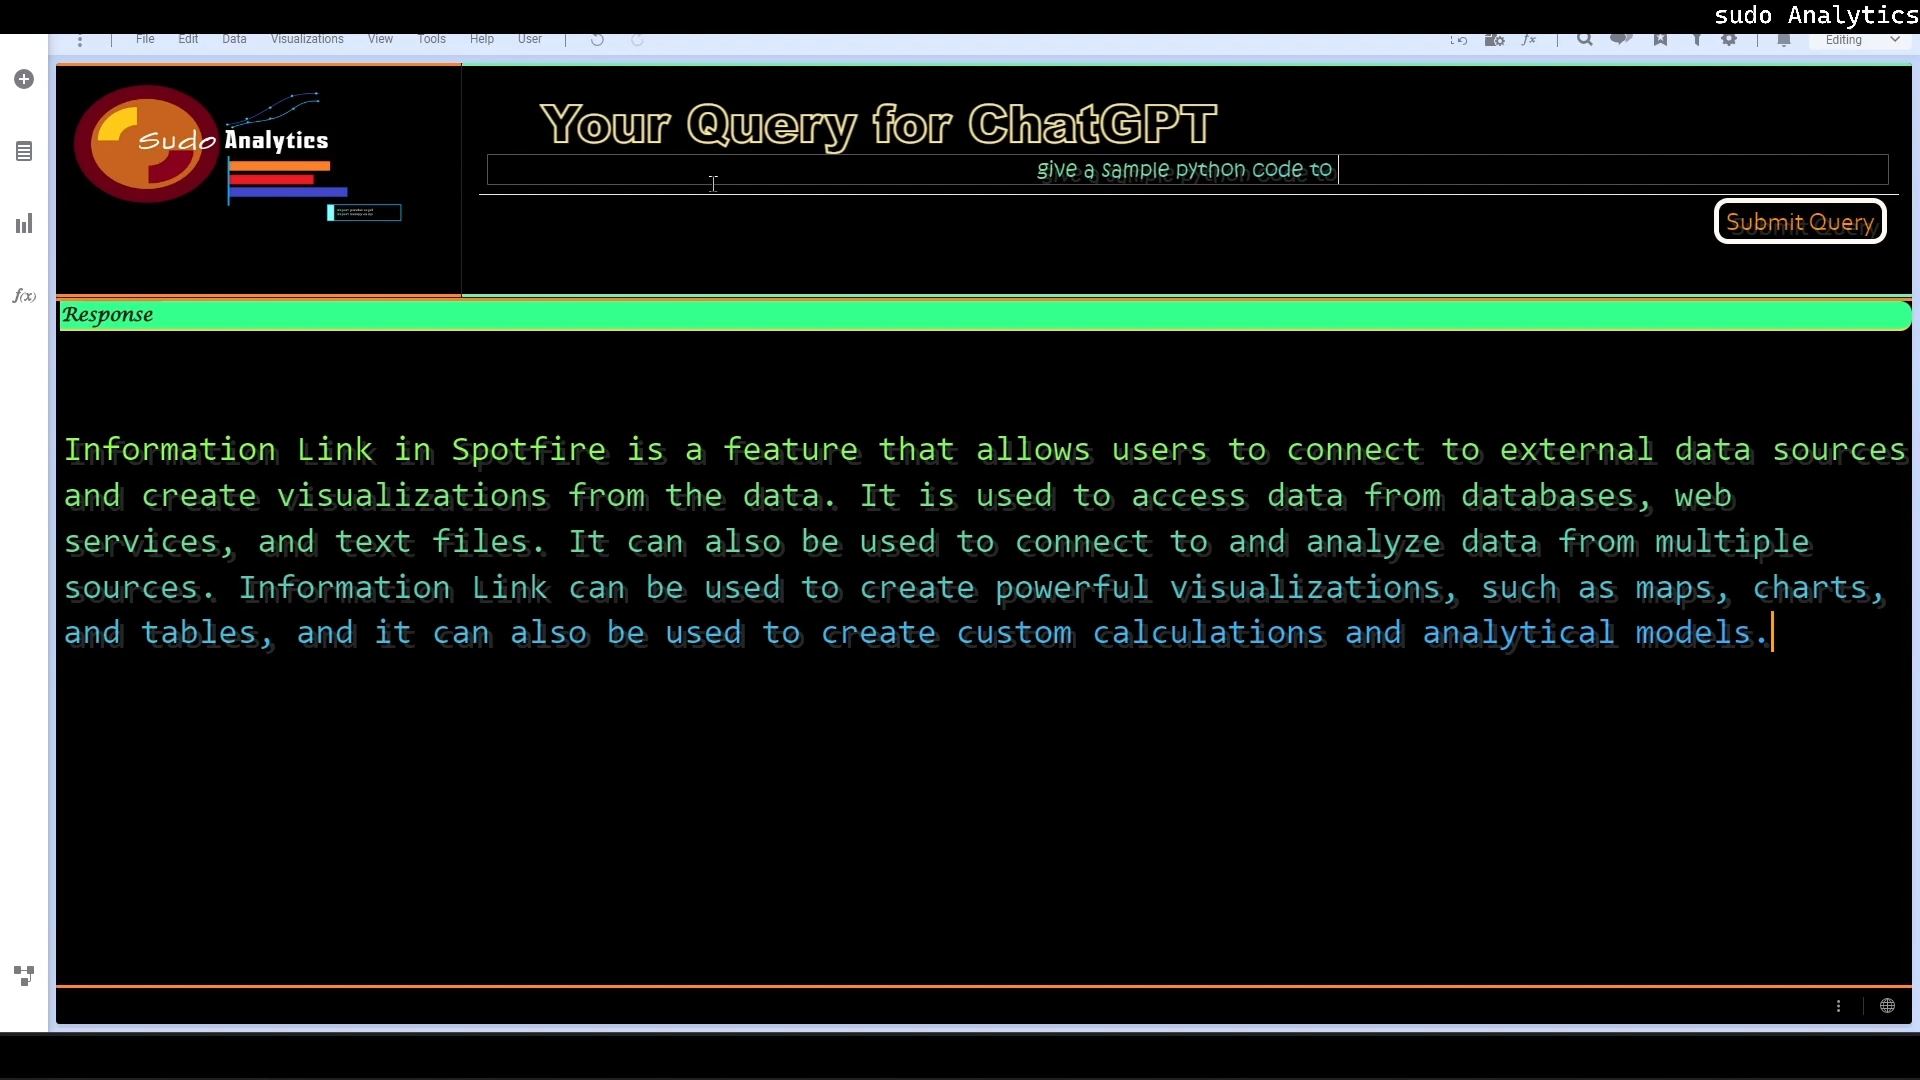 sudo Analytics
File Edit Data Visualizations View Tools Help User
Editing
Sudo Analytics
Your Query for ChatGPT
give a sample python code to
Submit Query
f(x)
Response
Information Link in Spotfire is a feature that allows users to connect to external data sources
and create visualizations from the data. It is used to access data from databases, web
services, and text files. It can also be used to connect to and analyze data from multiple
sources. Information Link can be used to create powerful visualizations, such as maps, charts,
and tables, and it can also be used to create custom calculations and analytical models.